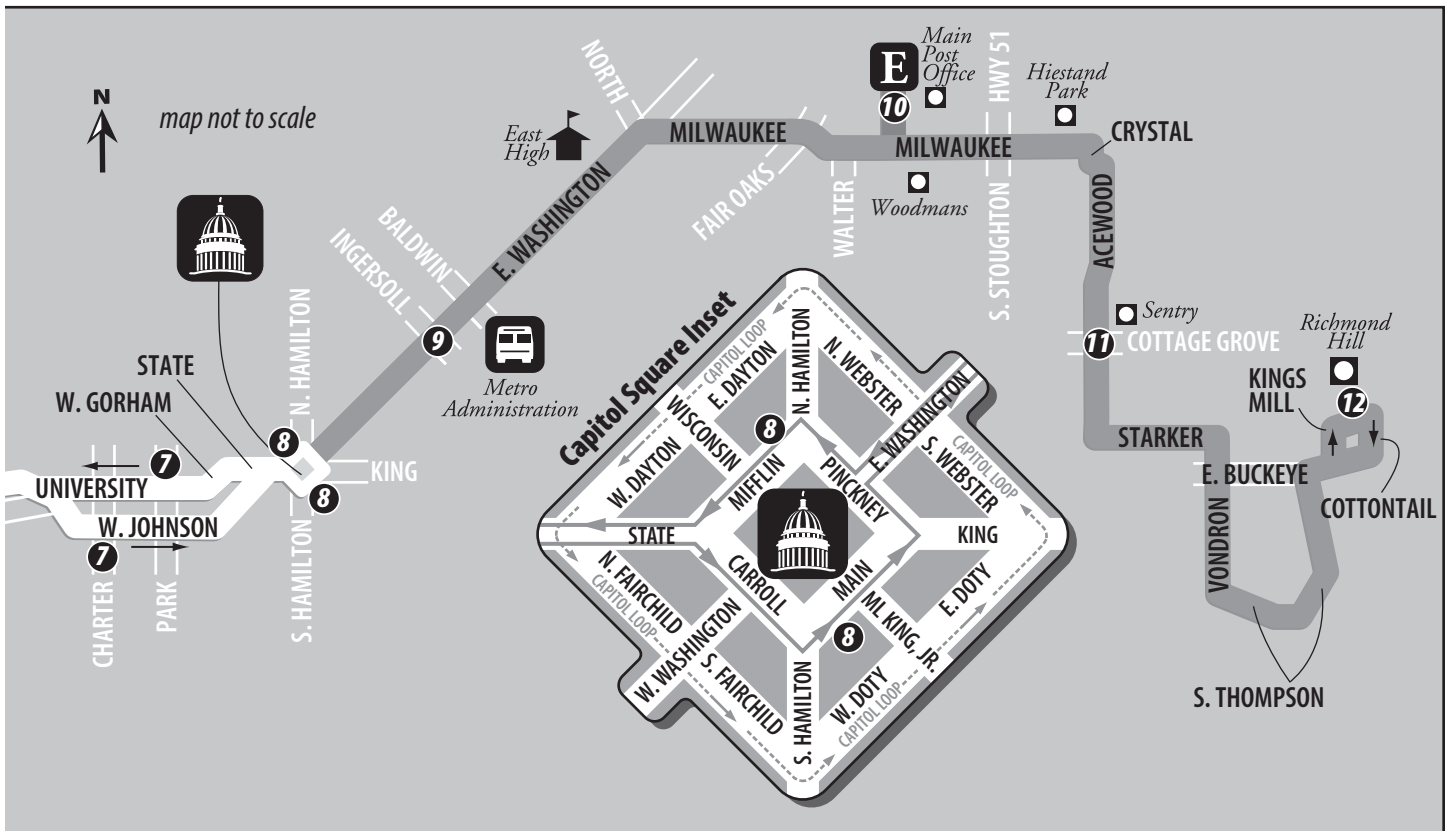 N
map not to scale
NORTH
East
High
MILWAUKEE
E
10
Main
Post
Office
HWY 51
Hiestand
Park
CRYSTAL
MILWAUKEE
FAIR OAKS
WALTER
Woodmans
S. STOUGHTON
ACEWOOD
E. WASHINGTON
BALDWIN
INGERSOLL
9
Metro
Administration
Sentry
11
COTTAGE GROVE
Richmond
Hill
KINGS
MILL
12
STARKER
E. BUCKEYE
COTTONTAIL
VONDRON
S. THOMPSON
STATE
W. GORHAM
N. HAMILTON
8
7
KING
UNIVERSITY
8
W. JOHNSON
7
CHARTER
PARK
S. HAMILTON
Capitol Square Inset
CAPITOL LOOP
E. DAYTON
N. HAMILTON
N. WEBSTER
WISCONSIN
8
E. WASHINGTON
W. DAYTON
MIFFLIN
PINCKNEY
S. WEBSTER
CAPITOL LOOP
STATE
KING
N. FAIRCHILD
CARROLL
MAIN
E. DOTY
CAPITOL LOOP
W. WASHINGTON
8
ML KING, JR.
S. FAIRCHILD
S. HAMILTON
W. DOTY
CAPITOL LOOP